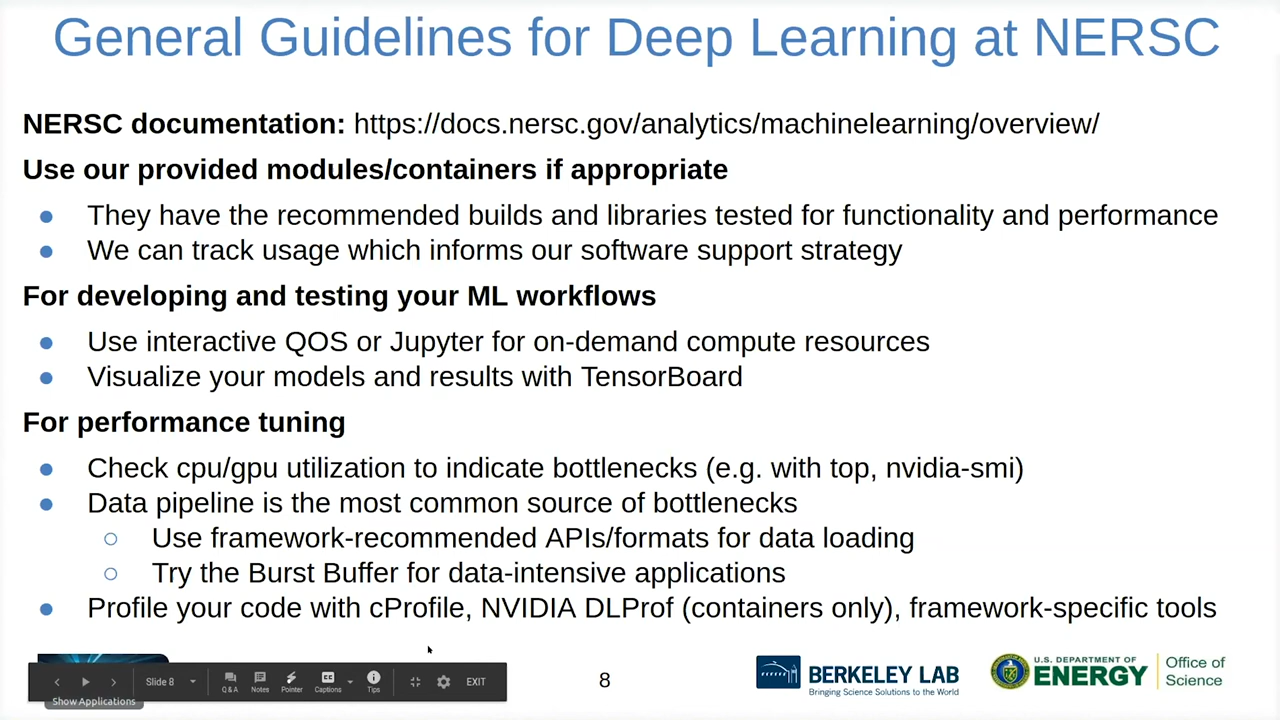 General Guidelines for Deep Learning at NERSC
NERSC documentation: https://docs.nersc.gov/analytics/machinelearning/overview/
Use our provided modules/containers if appropriate
● They have the recommended builds and libraries tested for functionality and performance
● We can track usage which informs our software support strategy
For developing and testing your ML workflows
● Use interactive QOS or Jupyter for on-demand compute resources
● Visualize your models and results with TensorBoard
For performance tuning
● Check cpu/gpu utilization to indicate bottlenecks (e.g. with top, nvidia-smi)
● Data pipeline is the most common source of bottlenecks
○ Use framework-recommended APIs/formats for data loading
○ Try the Burst Buffer for data-intensive applications
● Profile your code with cProfile, NVIDIA DLProf (containers only), framework-specific tools
Slide 8
Q&A
Notes
Pointer
Captions
Tips
EXIT
Show Applications
8
BERKELEY LAB
Bringing Science Solutions to the World
U.S. DEPARTMENT OF
ENERGY
Office of
Science